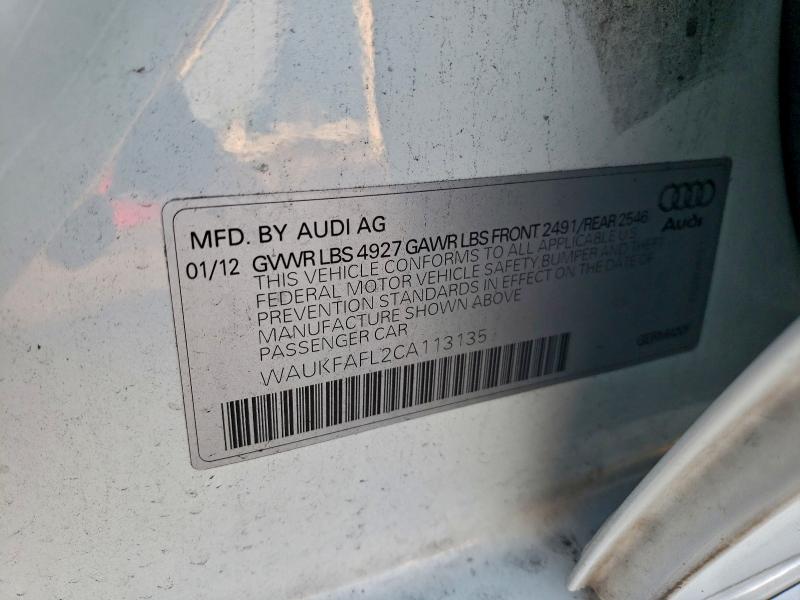 MFD. BY AUDI AG
01/12 GVWR LBS 4927 GAWR LBS FRONT 2491/REAR 2546
THIS VEHICLE CONFORMS TO ALL APPLICABLE U.S.
FEDERAL MOTOR VEHICLE SAFETY, BUMPER AND THEFT
PREVENTION STANDARDS IN EFFECT ON THE DATE OF
MANUFACTURE SHOWN ABOVE
PASSENGER CAR
WAUKFAFL2CA113135
Audi
GERMANY